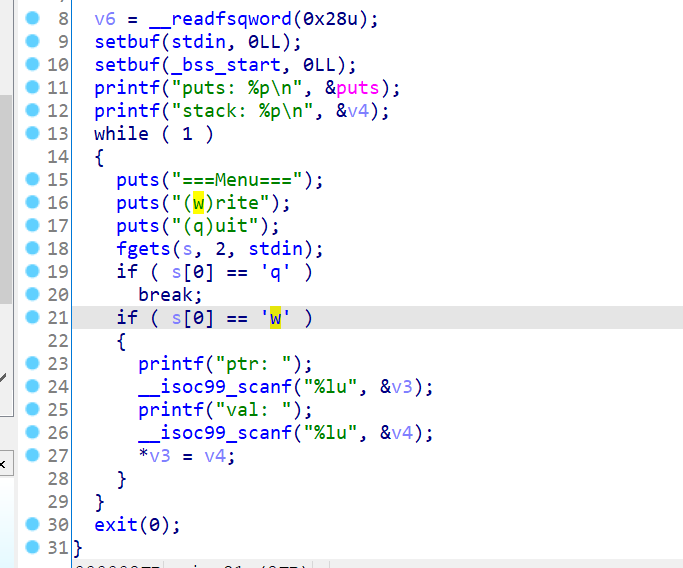 8 v6 = __readfsqword(0x28u);
9 setbuf(stdin, 0LL);
10 setbuf(_bss_start, 0LL);
11 printf("puts: %p\n", &puts);
12 printf("stack: %p\n", &v4);
13 while ( 1 )
14 {
15 puts("===Menu===");
16 puts("(w)rite");
17 puts("(q)uit");
18 fgets(s, 2, stdin);
19 if ( s[0] == 'q' )
20 break;
21 if ( s[0] == 'w' )
22 {
23 printf("ptr: ");
24 __isoc99_scanf("%lu", &v3);
25 printf("val: ");
26 __isoc99_scanf("%lu", &v4);
27 *v3 = v4;
28 }
29 }
30 exit(0);
31 }